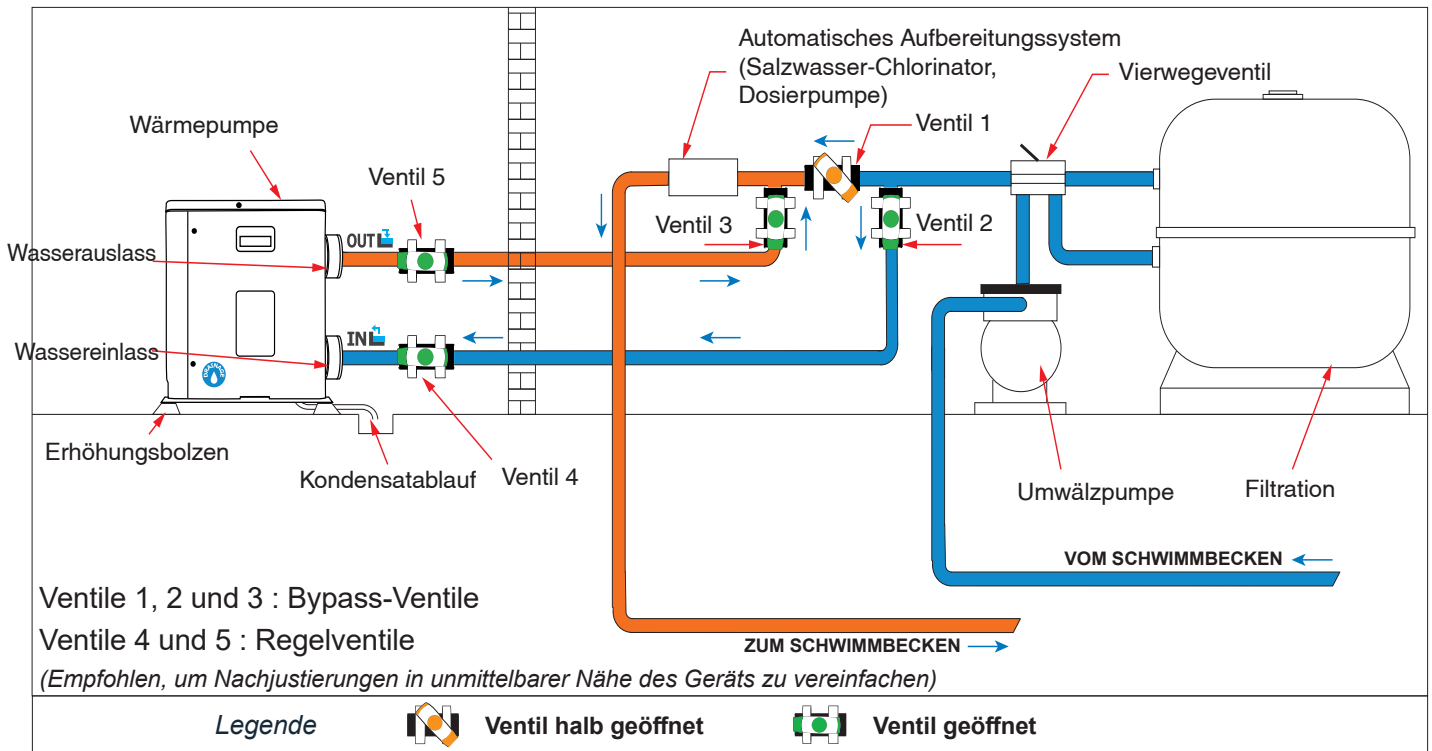 Automatisches Aufbereitungssystem
(Salzwasser-Chlorinator,
Dosierpumpe)
Vierwegeventil
Wärmepumpe
Ventil 1
Ventil 5
Ventil 3
Ventil 2
Wasserauslass
OUT
Wassereinlass
IN
DRAINAGE
Erhöhungsbolzen
Kondensatablauf
Ventil 4
Umwälzpumpe
Filtration
VOM SCHWIMMBECKEN
Ventile 1, 2 und 3 : Bypass-Ventile
Ventile 4 und 5 : Regelventile
ZUM SCHWIMMBECKEN
(Empfohlen, um Nachjustierungen in unmittelbarer Nähe des Geräts zu vereinfachen)
Legende
Ventil halb geöffnet
Ventil geöffnet